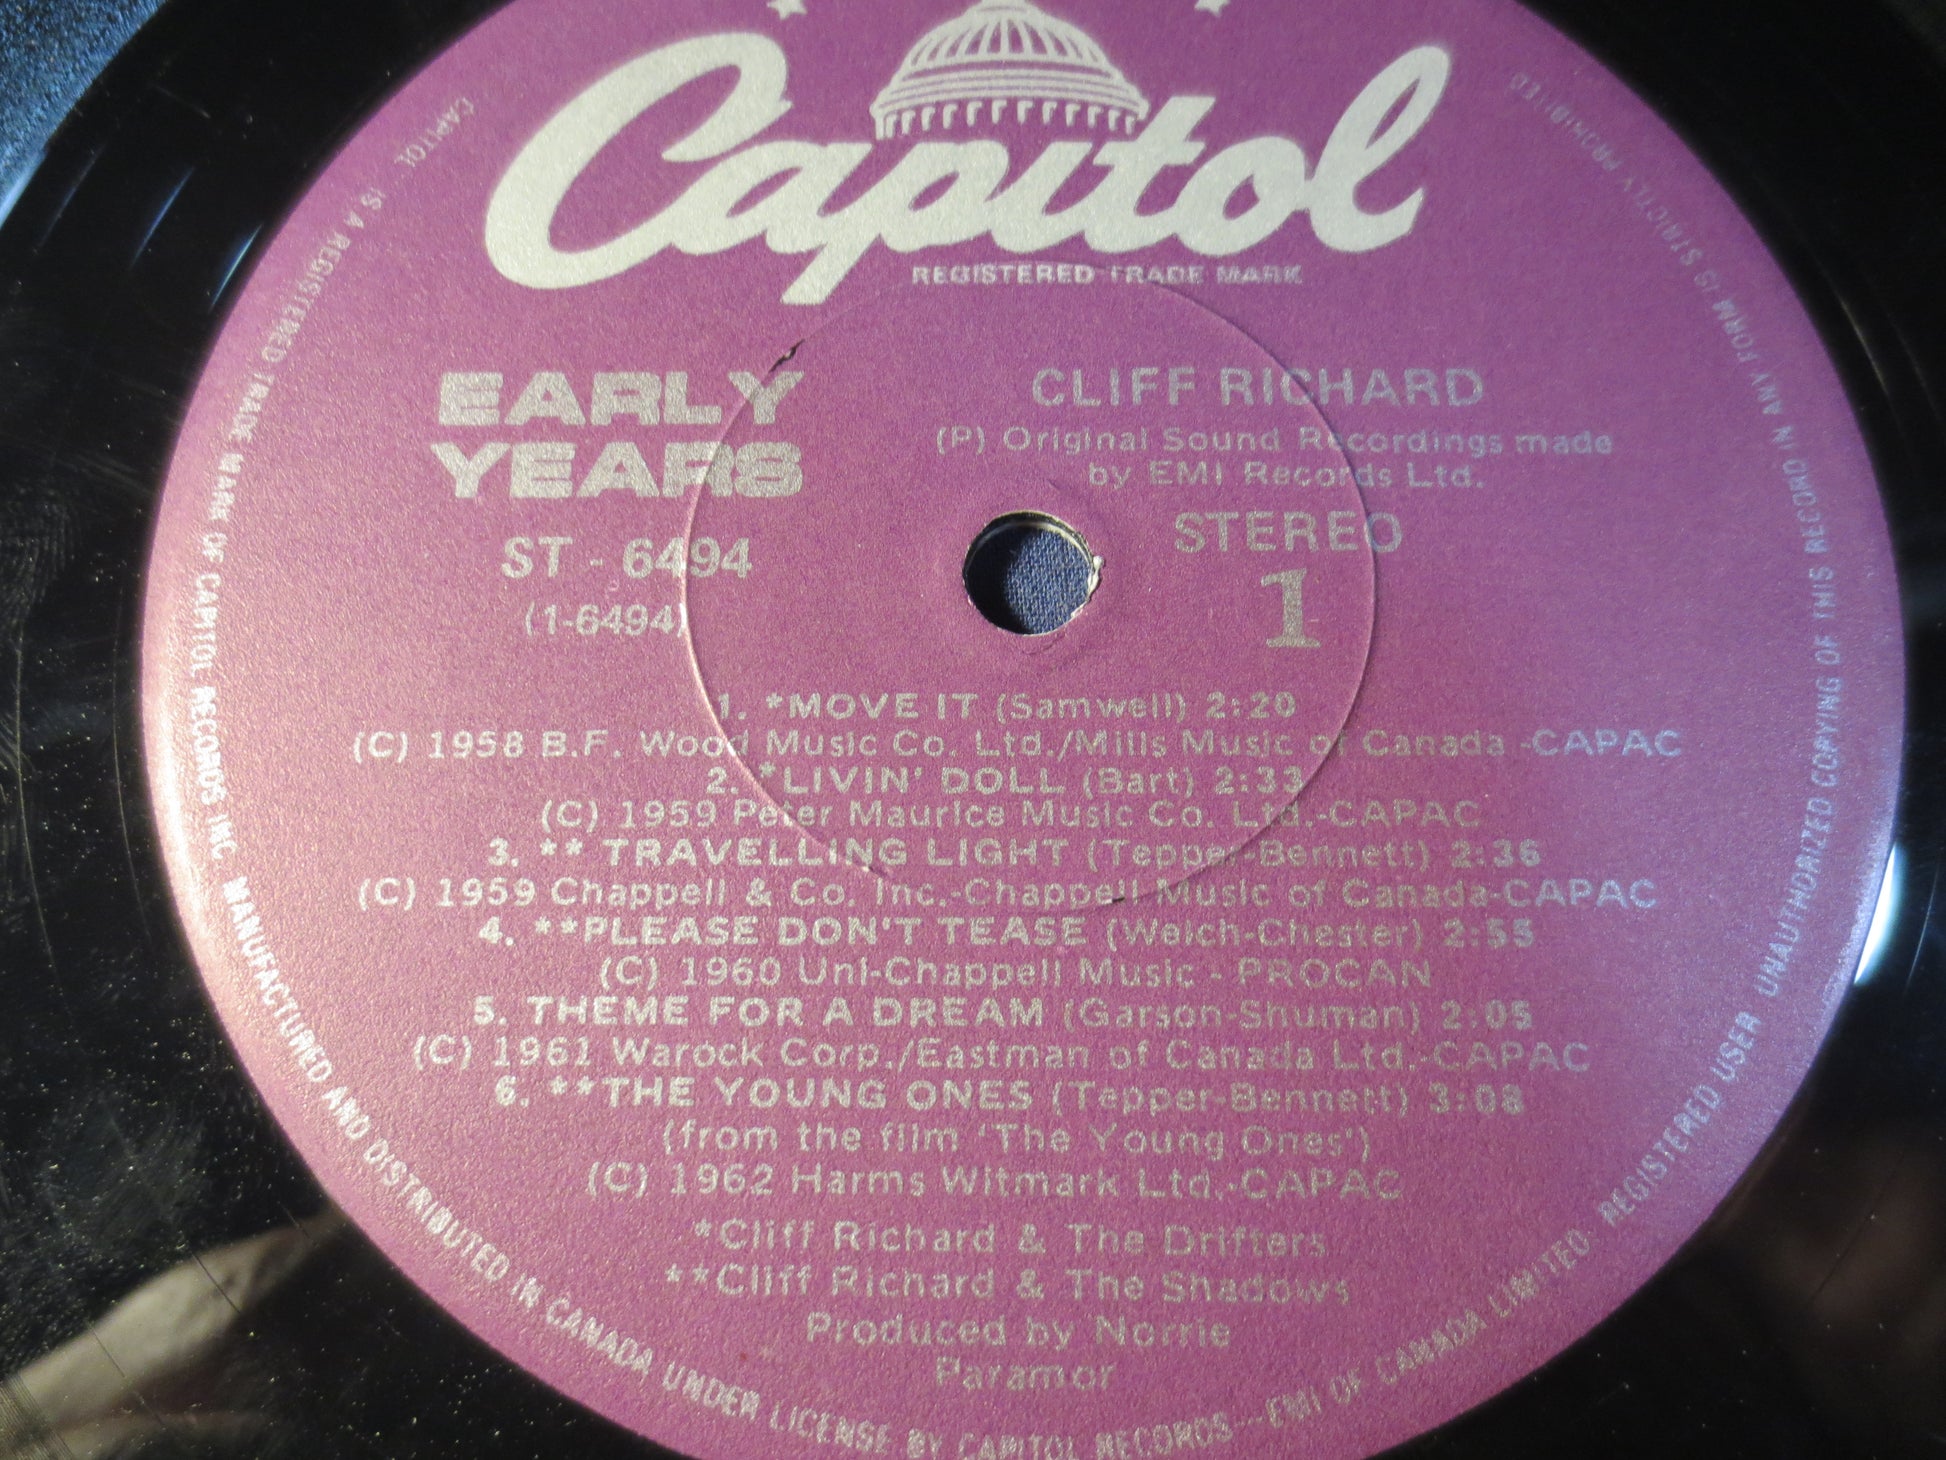 Capitol
REGISTERED TRADE MARK
EARLY
YEARS
ST - 6494
(1-6494)
CLIFF RICHARD
(P) Original Sound Recordings made
by EMI Records Ltd.
STEREO
1
1. *MOVE IT (Samwell) 2:20
(C) 1958 B.F. Wood Music Co. Ltd./Mills Music of Canada -CAPAC
2. *LIVIN' DOLL (Bart) 2:33
(C) 1959 Peter Maurice Music Co. Ltd.-CAPAC
3. ** TRAVELLING LIGHT (Tepper-Bennett) 2:36
(C) 1959 Chappell & Co. Inc.-Chappell Music of Canada-CAPAC
4. **PLEASE DON'T TEASE (Welch-Chester) 2:55
(C) 1960 Uni-Chappell Music - PROCAN
5. THEME FOR A DREAM (Garson-Shuman) 2:05
(C) 1961 Warock Corp./Eastman of Canada Ltd.-CAPAC
6. **THE YOUNG ONES (Tepper-Bennett) 3:08
(from the film 'The Young Ones')
(C) 1962 Harms Witmark Ltd.-CAPAC
*Cliff Richard & The Drifters
**Cliff Richard & The Shadows
Produced by Norrie
Paramor
CAPITOL IS A REGISTERED TRADE MARK OF CAPITOL RECORDS INC MANUFACTURED AND DISTRIBUTED IN CANADA UNDER LICENSE BY CAPITOL RECORDS--EMI OF CANADA LIMITED. REGISTERED USER UNAUTHORIZED COPYING OF THIS RECORD IN ANY FORM IS STRICTLY PROHIBITED